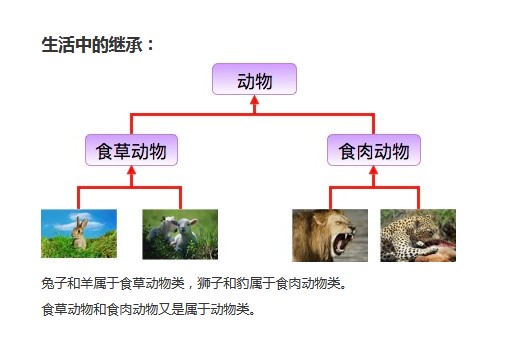 生活中的继承：
动物
食草动物
食肉动物
兔子和羊属于食草动物类，狮子和豹属于食肉动物类。
食草动物和食肉动物又是属于动物类。